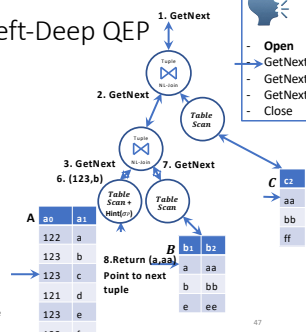 eft-Deep QEP
1. GetNext
- Open
- GetNext
- GetNext
- GetNext
- Close
Tuple
NL-Join
2. GetNext
Table
Scan
Tuple
NL-Join
3. GetNext
7. GetNext
6. (123,b)
Table
Scan +
Table
Scan
C
c2
aa
bb
ff
A
a0 a1
122 a
123 b
123 c
121 d
123 e
8.Return (a,aa)
Point to next
tuple
B
b1 b2
a aa
b bb
e ee
47